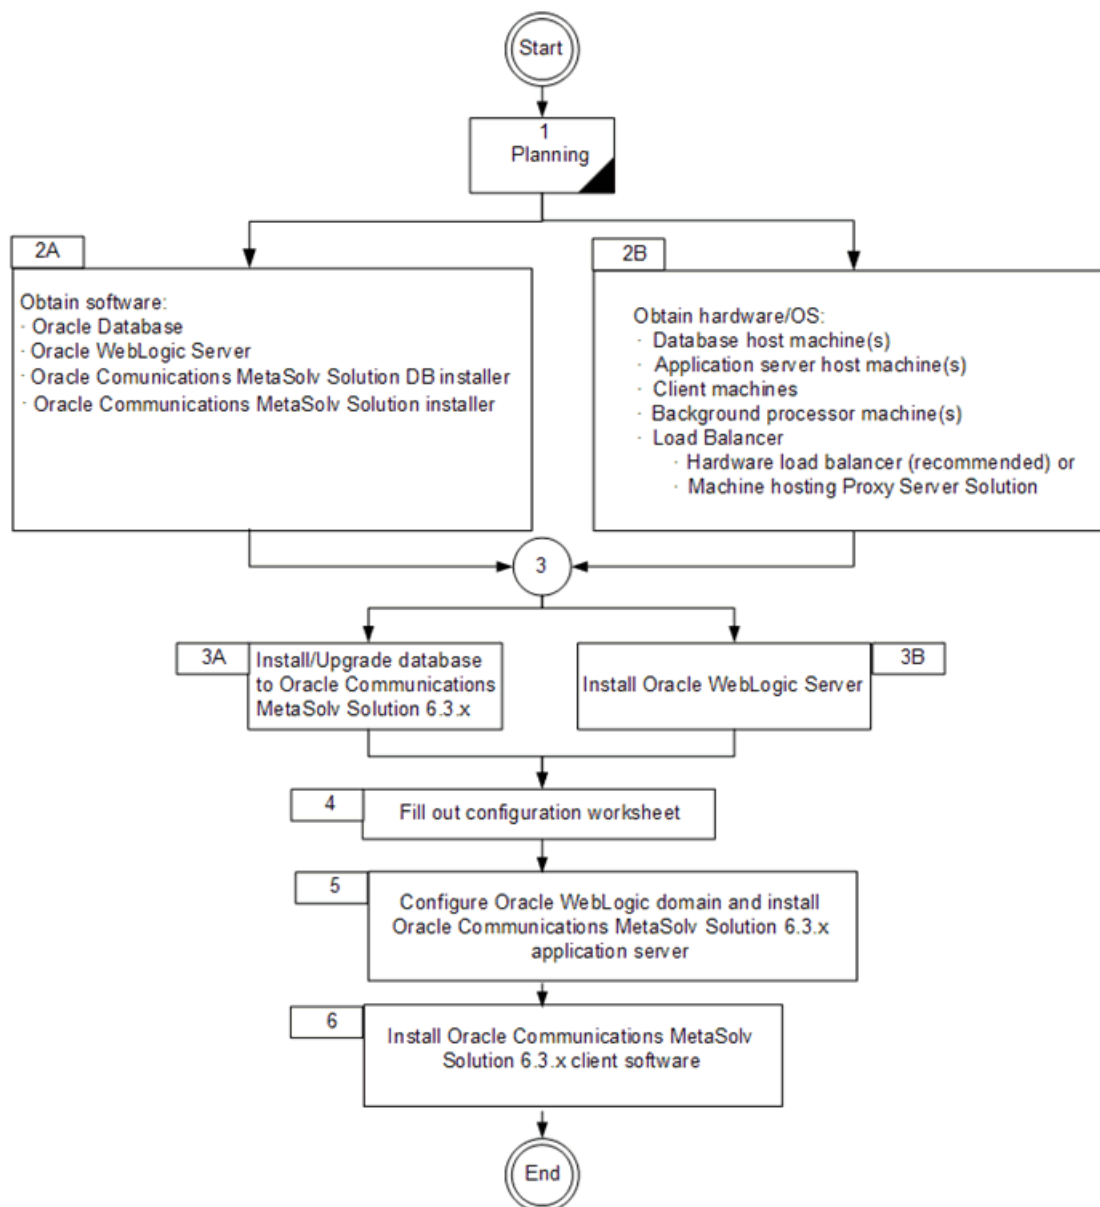 Start
1
Planning
2A
Obtain software:
· Oracle Database
· Oracle WebLogic Server
· Oracle Comunications MetaSolv Solution DB installer
· Oracle Communications MetaSolv Solution installer
2B
Obtain hardware/OS:
· Database host machine(s)
· Application server host machine(s)
· Client machines
· Background processor machine(s)
· Load Balancer
· Hardware load balancer (recommended) or
· Machine hosting Proxy Server Solution
3
3A
Install/Upgrade database
to Oracle Communications
MetaSolv Solution 6.3.x
3B
Install Oracle WebLogic Server
4
Fill out configuration worksheet
5
Configure Oracle WebLogic domain and install
Oracle Communications MetaSolv Solution 6.3.x
application server
6
Install Oracle Communications MetaSolv
Solution 6.3.x client software
End